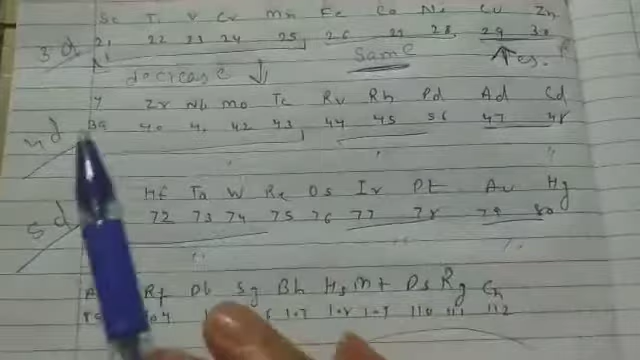 Sc Ti V Cr Mn Fe Co Ni Cu Zn
3d 21 22 23 24 25 26 27 28 29 30
decrease Same
Y Zr Nb Mo Tc Ru Rh Pd Ad Cd
4d 39 40 41 42 43 44 45 56 47 48
Hf Ta W Re Os Ir Pt Au Hg
5d 72 73 74 75 76 77 78 79 80
Rf Db Sg Bh Hs Mt Ds Rg Cn
104 107 108 109 110 111 112